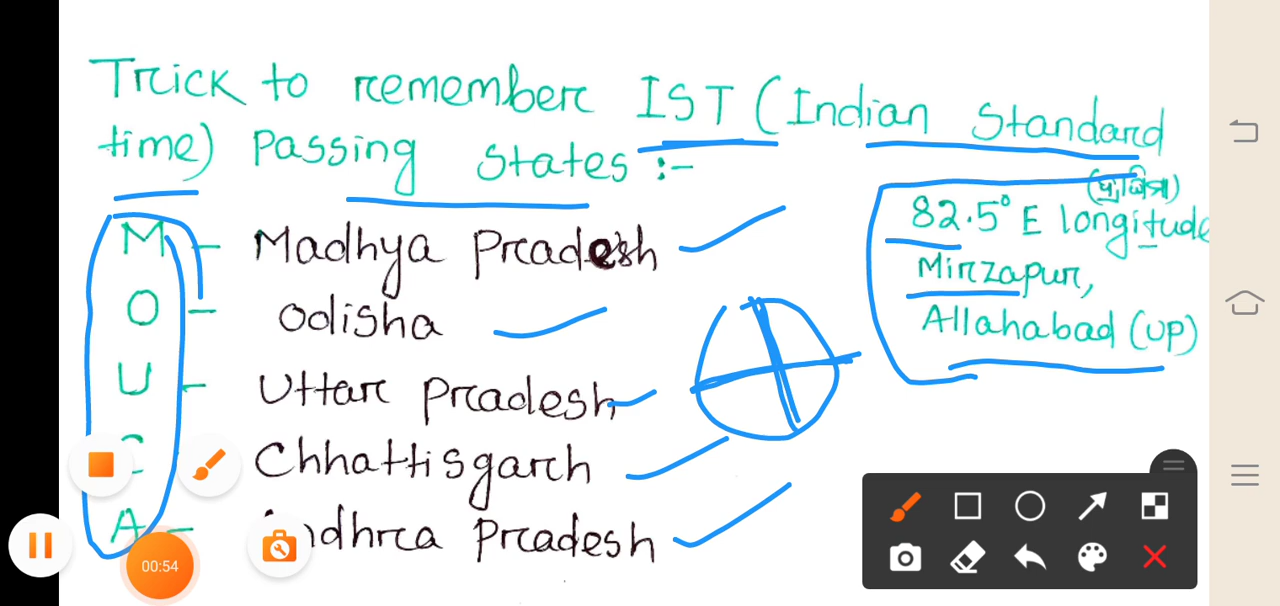 Trick to remember IST (Indian Standard
time) Passing states :-
M - Madhya Pradesh
O - Odisha
U - Uttar Pradesh
Chhattisgarh
A - Andhra Pradesh
82.5° E longitude
Mirzapur,
Allahabad (UP)
00:54